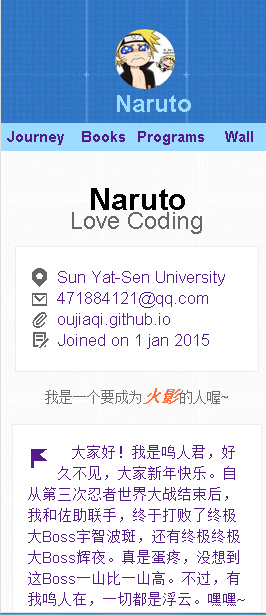 Naruto
Journey Books Programs Wall
Naruto
Love Coding
Sun Yat-Sen University
471884121@qq.com
oujiaqi.github.io
Joined on 1 jan 2015
我是一个要成为火影的人喔~
大家好！我是鸣人君，好
久不见，大家新年快乐。自
从第三次忍者世界大战结束后，
我和佐助联手，终于打败了终极
大Boss宇智波斑，还有终极终极
大Boss辉夜。真是蛋疼，没想到
这Boss一山比一山高。不过，有
我鸣人在，一切都是浮云。嘿嘿~